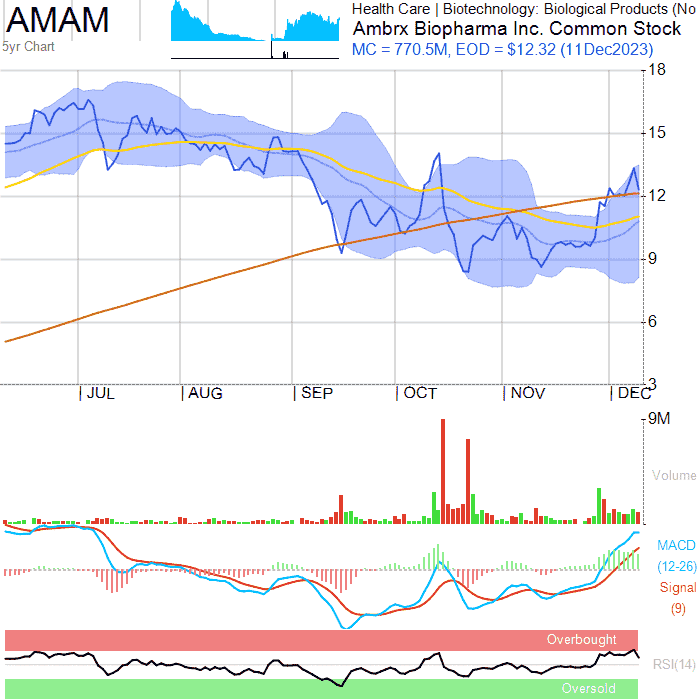 AMAM
5yr Chart
Health Care | Biotechnology: Biological Products (No
Ambrx Biopharma Inc. Common Stock
MC = 770.5M, EOD = $12.32 (11Dec2023)
18
15
12
9
6
3
JUL
AUG
SEP
OCT
NOV
DEC
9M
Volume
MACD
(12-26)
Signal
(9)
Overbought
RSI(14)
Oversold